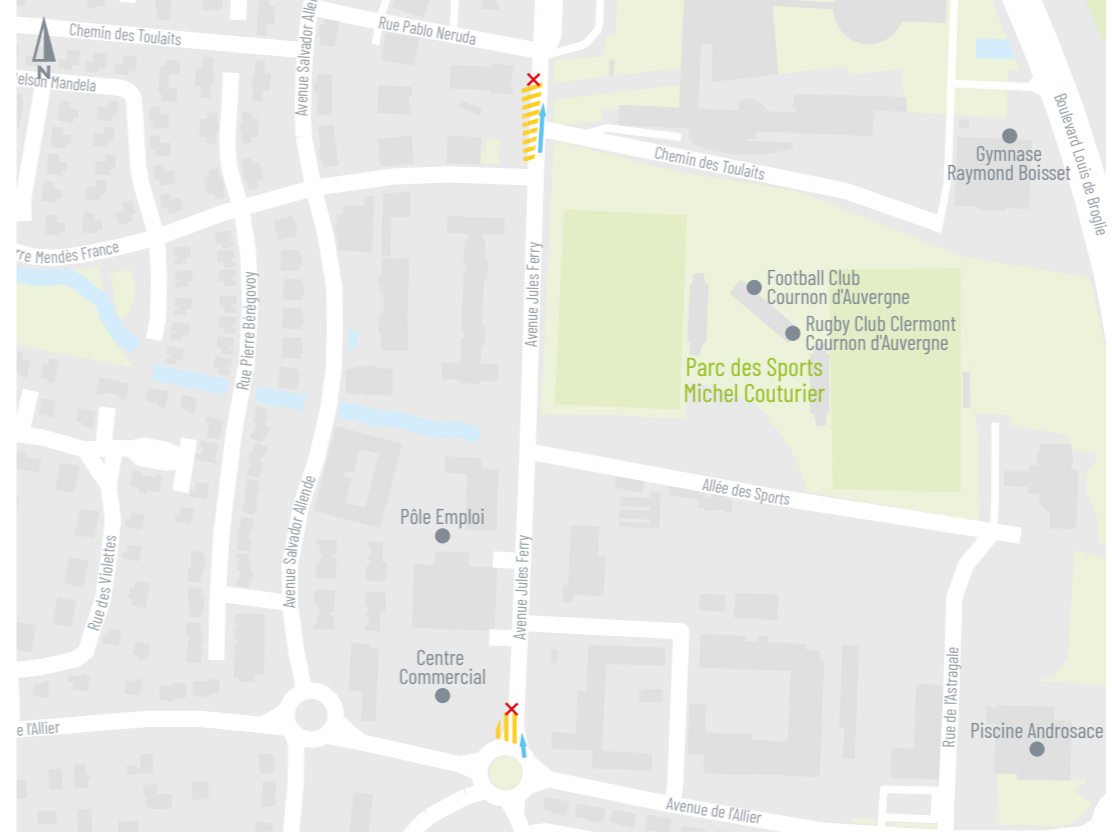 Chemin des Toulaits
Rue Pablo Neruda
Avenue Salvador Aller
N
elson Mandela
Boulevard Louis de Broglie
Gymnase
Raymond Boisset
Chemin des Toulaits
rre Mendès France
Rue Pierre Bérégovoy
Avenue Jules Ferry
Football Club
Cournon d'Auvergne
Rugby Club Clermont
Cournon d'Auvergne
Parc des Sports
Michel Couturier
Allée des Sports
Pôle Emploi
Avenue Salvador Allende
Rue des Violettes
Avenue Jules Ferry
Centre
Commercial
Rue de l'Astragale
Piscine Androsace
e l'Allier
Avenue de l'Allier